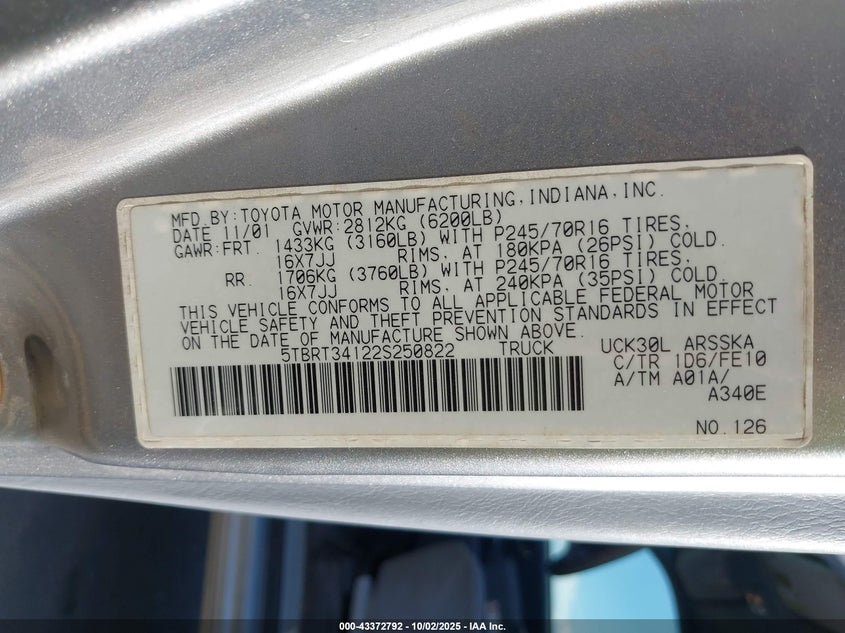 MFD.BY:TOYOTA MOTOR MANUFACTURING,INDIANA,INC.
DATE 11/01 GVWR:2812KG (6200LB)
GAWR:FRT. 1433KG (3160LB) WITH P245/70R16 TIRES,
16X7JJ RIMS, AT 180KPA (26PSI) COLD.
RR. 1706KG (3760LB) WITH P245/70R16 TIRES,
16X7JJ RIMS, AT 240KPA (35PSI) COLD.
THIS VEHICLE CONFORMS TO ALL APPLICABLE FEDERAL MOTOR
VEHICLE SAFETY AND THEFT PREVENTION STANDARDS IN EFFECT
ON THE DATE OF MANUFACTURE SHOWN ABOVE.
5TBRT34122S250822 TRUCK UCK30L ARSSKA
C/TR 1D6/FE10
A/TM A01A/
A340E
NO.126
000-43372792 - 10/02/2025 - IAA Inc.